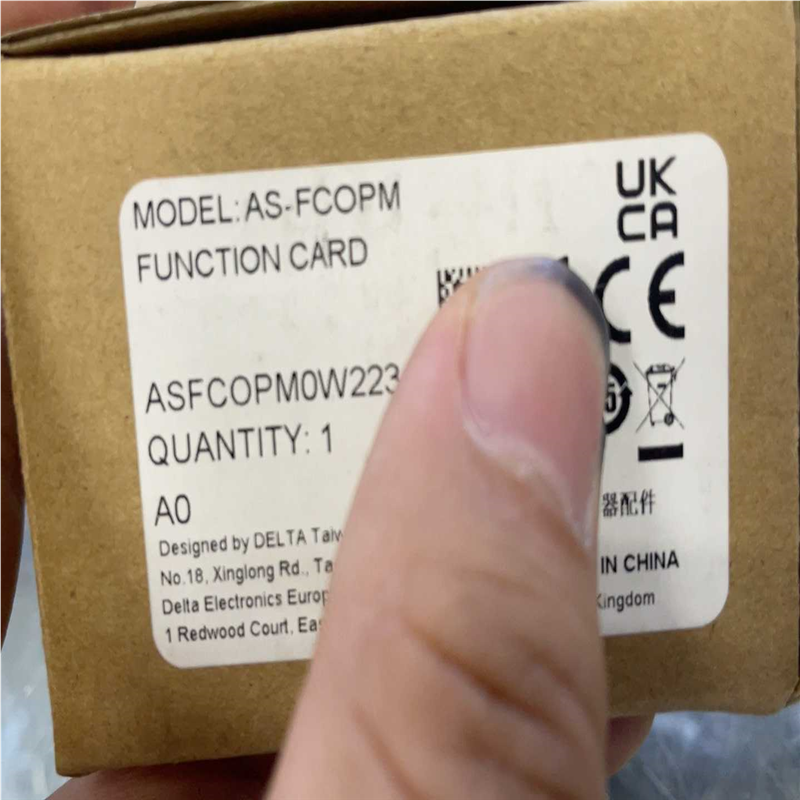 MODEL: AS-FCOPM
FUNCTION CARD
UK
CA
CE
ASFCOPM0W223
QUANTITY: 1
A0
器配件
Designed by DELTA
IN CHINA
No.18, Xinglong Rd.,
Delta Electronics
Kingdom
1 Redwood Court,